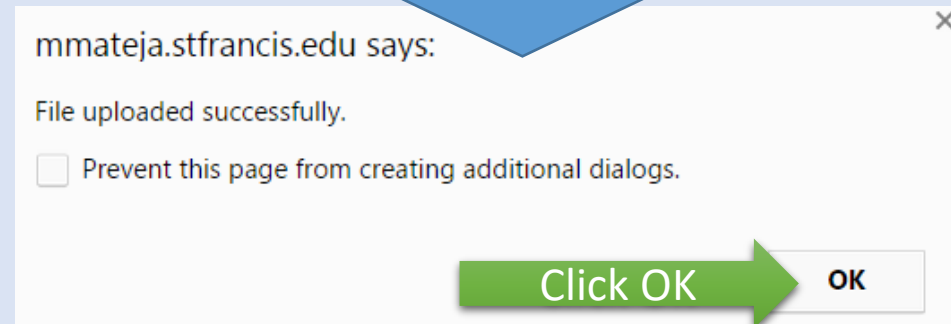 mmateja.stfrancis.edu says:
File uploaded successfully.
Prevent this page from creating additional dialogs.
Click OK
OK